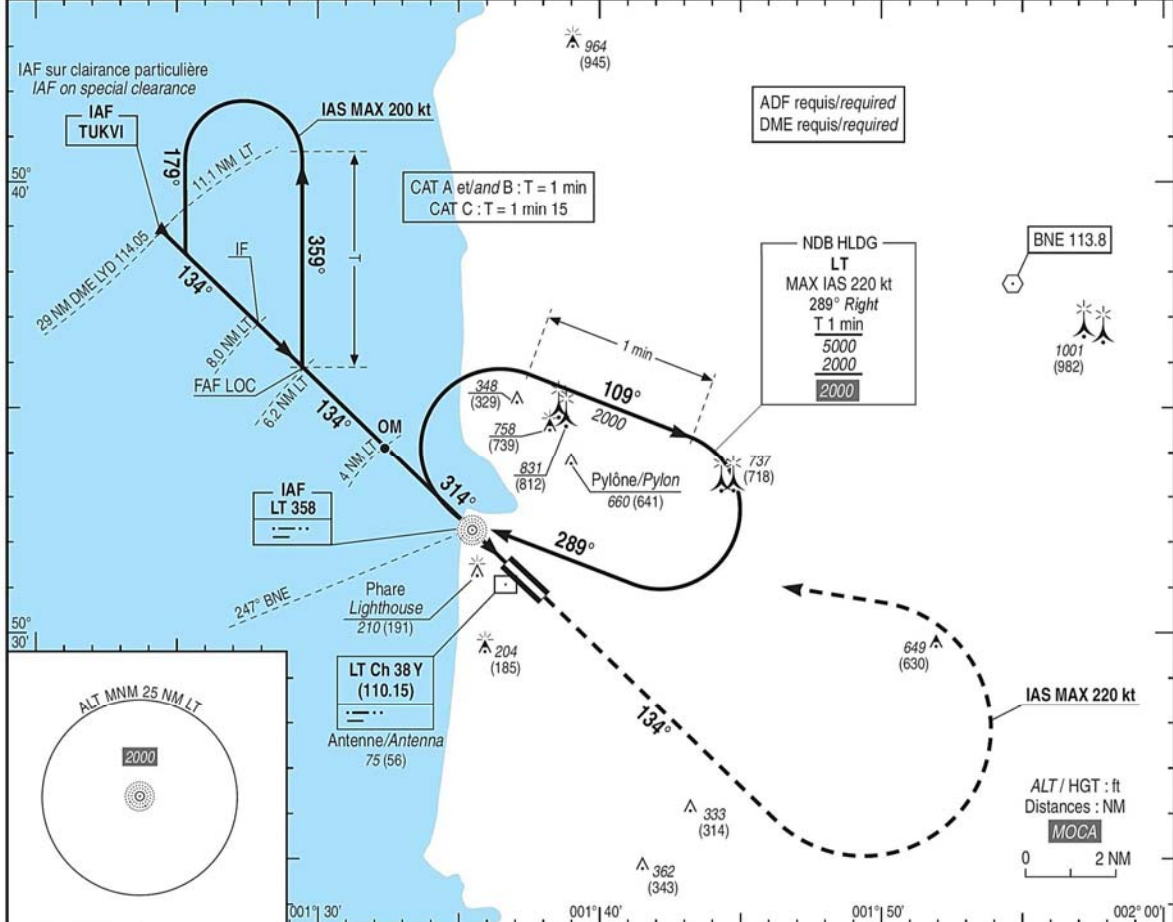 964
(945)
IAF sur clairance particulière
IAF on special clearance
IAF
TUKVI
IAS MAX 200 kt
ADF requis/required
DME requis/required
179°
11.1 NM LT
50°
40'
CAT A et/and B : T = 1 min
CAT C : T = 1 min 15
T
359°
IF
134°
29 NM DME LYD 114.05
8.0 NM LT
FAF LOC
6.2 NM LT
134°
OM
4 NM LT
NDB HLDG
LT
MAX IAS 220 kt
289° Right
T 1 min
5000
2000
2000
BNE 113.8
1001
(982)
1 min
109°
2000
348
(329)
758
(739)
831
(812)
Pylône/Pylon
660 (641)
737
(718)
314°
IAF
LT 358
289°
247° BNE
Phare
Lighthouse
210 (191)
50°
30'
204
(185)
649
(630)
LT Ch 38 Y
(110.15)
Antenne/Antenna
75 (56)
134°
IAS MAX 220 kt
ALT MNM 25 NM LT
2000
333
(314)
362
(343)
ALT / HGT : ft
Distances : NM
MOCA
0 2 NM
001° 30'
001° 40'
001° 50'
002° 00'